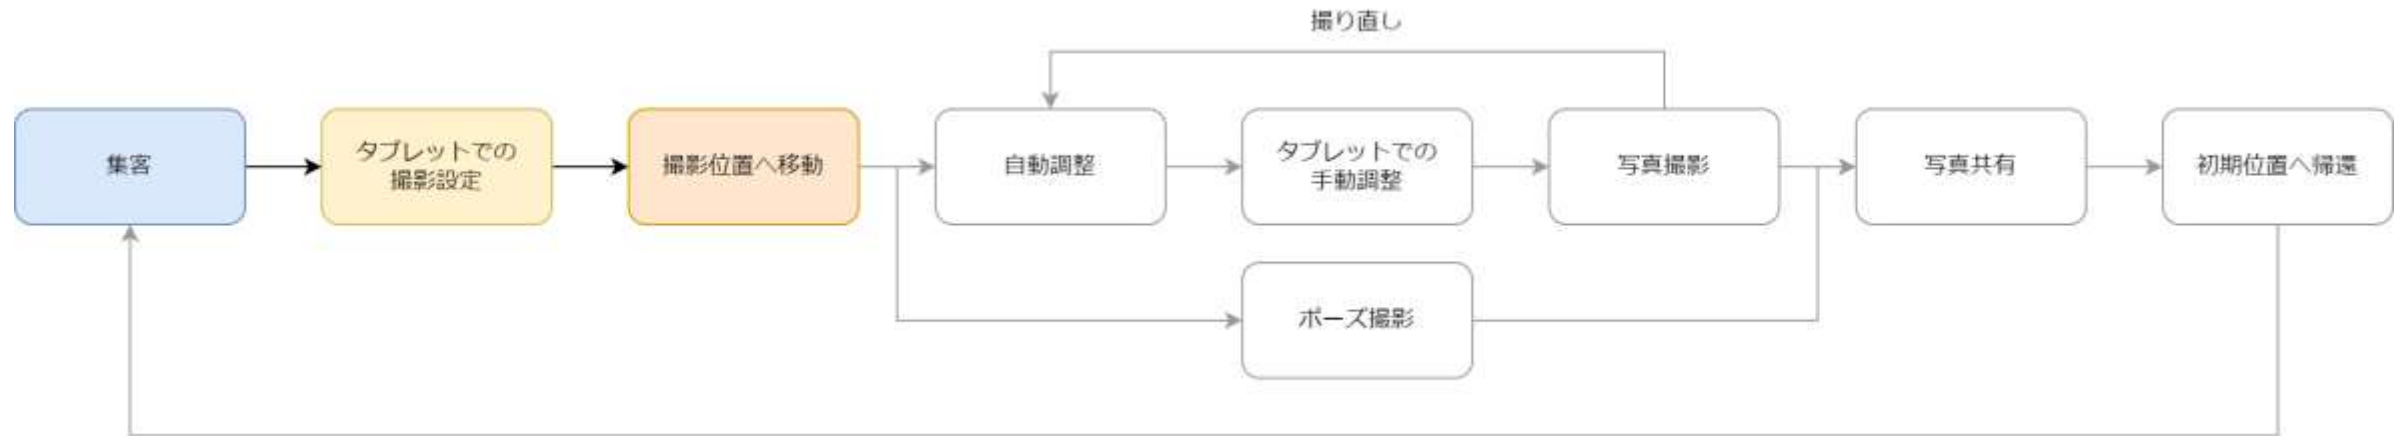 撮り直し
集客
タブレットでの
撮影設定
撮影位置へ移動
自動調整
タブレットでの
手動調整
写真撮影
写真共有
初期位置へ帰還
ポーズ撮影